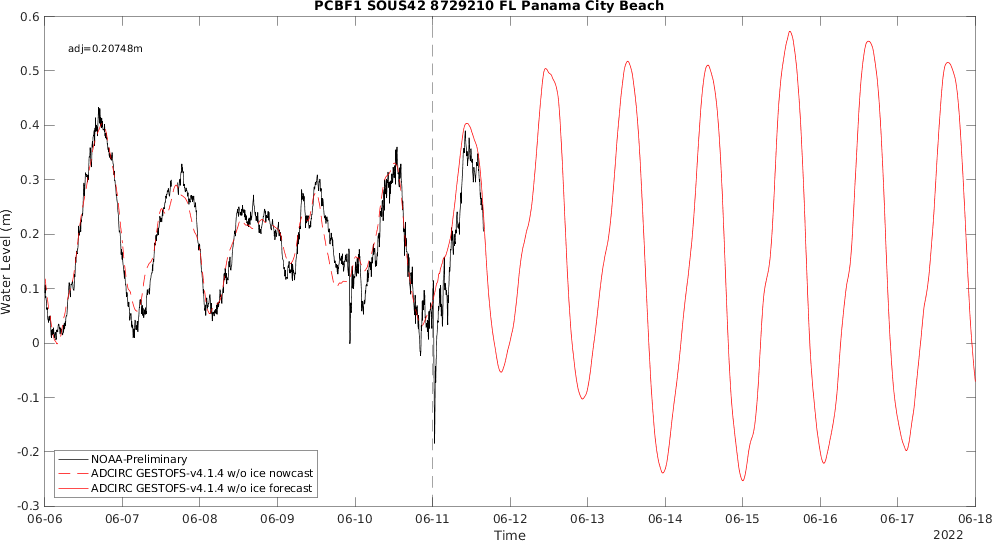 PCBF1 SOUS42 8729210 FL Panama City Beach
adj=0.20748m
Water Level (m)
0.6
0.5
0.4
0.3
0.2
0.1
0
-0.1
-0.2
-0.3
NOAA-Preliminary
ADCIRC GESTOFS-v4.1.4 w/o ice nowcast
ADCIRC GESTOFS-v4.1.4 w/o ice forecast
06-06 06-07 06-08 06-09 06-10 06-11 06-12 06-13 06-14 06-15 06-16 06-17 06-18
Time
2022